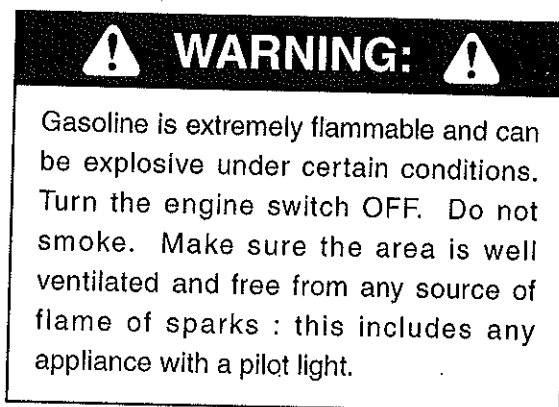 WARNING:
Gasoline is extremely flammable and can
be explosive under certain conditions.
Turn the engine switch OFF. Do not
smoke. Make sure the area is well
ventilated and free from any source of
flame of sparks : this includes any
appliance with a pilot light.